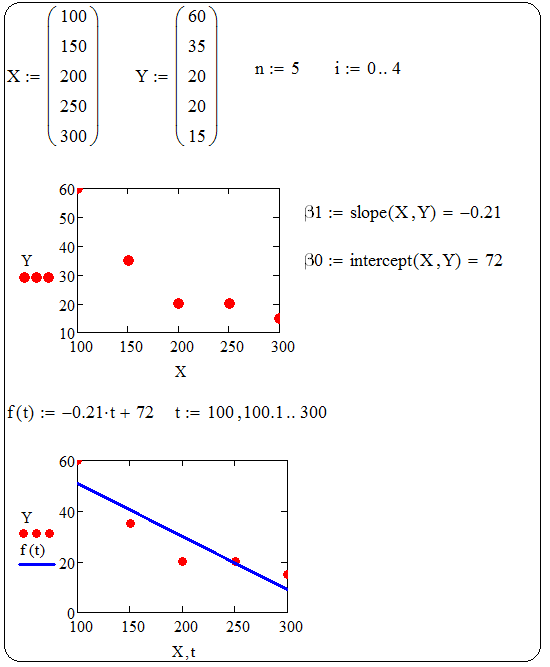 X := (100 150 200 250 300) Y := (60 35 20 20 15) n := 5 i := 0 .. 4
60
50
40
30
20
10
Y
100 150 200 250 300
X
β1 := slope(X,Y) = −0.21
β0 := intercept(X,Y) = 72
f(t) := −0.21·t + 72 t := 100,100.1 .. 300
60
40
20
0
Y
f(t)
100 150 200 250 300
X,t